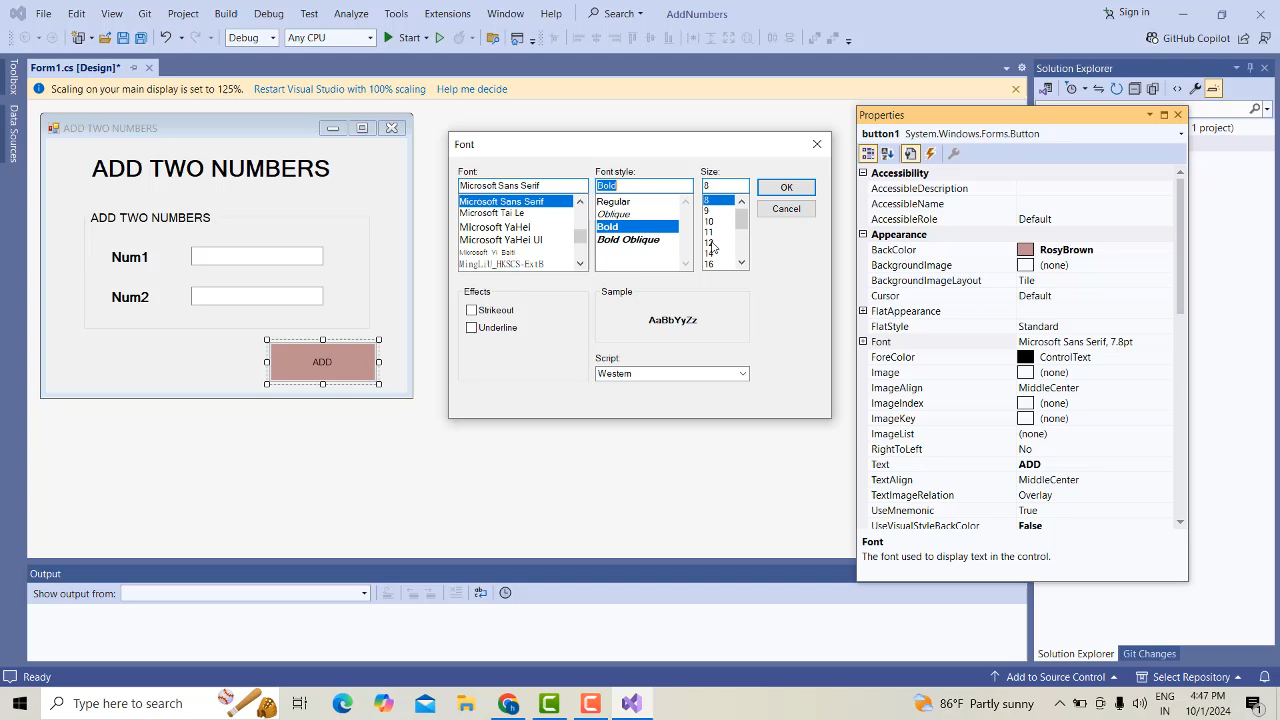 File Edit View Git Project Build Debug Test Analyze Tools Extensions Window Help Search AddNumbers Sign in
Debug Any CPU Start GitHub Copilot
Toolbox
Data Sources
Form1.cs [Design]*
Scaling on your main display is set to 125%. Restart Visual Studio with 100% scaling Help me decide
ADD TWO NUMBERS
ADD TWO NUMBERS
ADD TWO NUMBERS
Num1
Num2
ADD
Font
Font: Font style: Size:
Microsoft Sans Serif Bold 8
Microsoft Sans Serif
Microsoft Tai Le
Microsoft YaHei
Microsoft YaHei UI
Microsoft Yi Baiti
MingLiU_HKSCS-ExtB
Regular
Oblique
Bold
Bold Oblique
8
9
10
11
12
14
16
OK
Cancel
Effects
Strikeout
Underline
Sample
AaBbYyZz
Script:
Western
Solution Explorer
1 project)
Properties
button1 System.Windows.Forms.Button
Accessibility
AccessibleDescription
AccessibleName
AccessibleRole Default
Appearance
BackColor RosyBrown
BackgroundImage (none)
BackgroundImageLayout Tile
Cursor Default
FlatAppearance
FlatStyle Standard
Font Microsoft Sans Serif, 7.8pt
ForeColor ControlText
Image (none)
ImageAlign MiddleCenter
ImageIndex (none)
ImageKey (none)
ImageList (none)
RightToLeft No
Text ADD
TextAlign MiddleCenter
TextImageRelation Overlay
UseMnemonic True
UseVisualStyleBackColor False
Font
The font used to display text in the control.
Output
Show output from:
Solution Explorer Git Changes
Ready Add to Source Control Select Repository 
Type here to search 86°F Partly sunny ENG IN 4:47 PM 10/1/2024